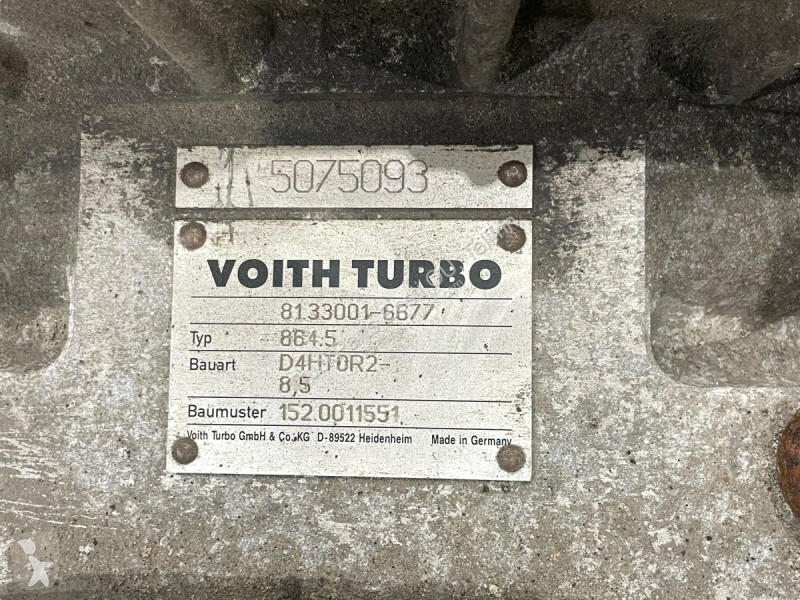 5075093
VOITH TURBO
8133001-6677
Typ 864.5
Bauart D4HT0R2-
8,5
Baumuster 152.0011551
Voith Turbo GmbH & Co. KG D-89522 Heidenheim Made in Germany